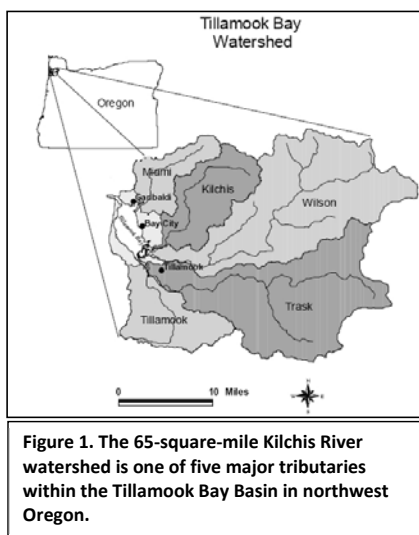 Tillamook Bay
Watershed
Oregon
Miami
Kilchis
Wilson
Garibaldi
Bay City
Tillamook
Trask
Tillamook
0 10 Miles
Figure 1. The 65-square-mile Kilchis River
watershed is one of five major tributaries
within the Tillamook Bay Basin in northwest
Oregon.